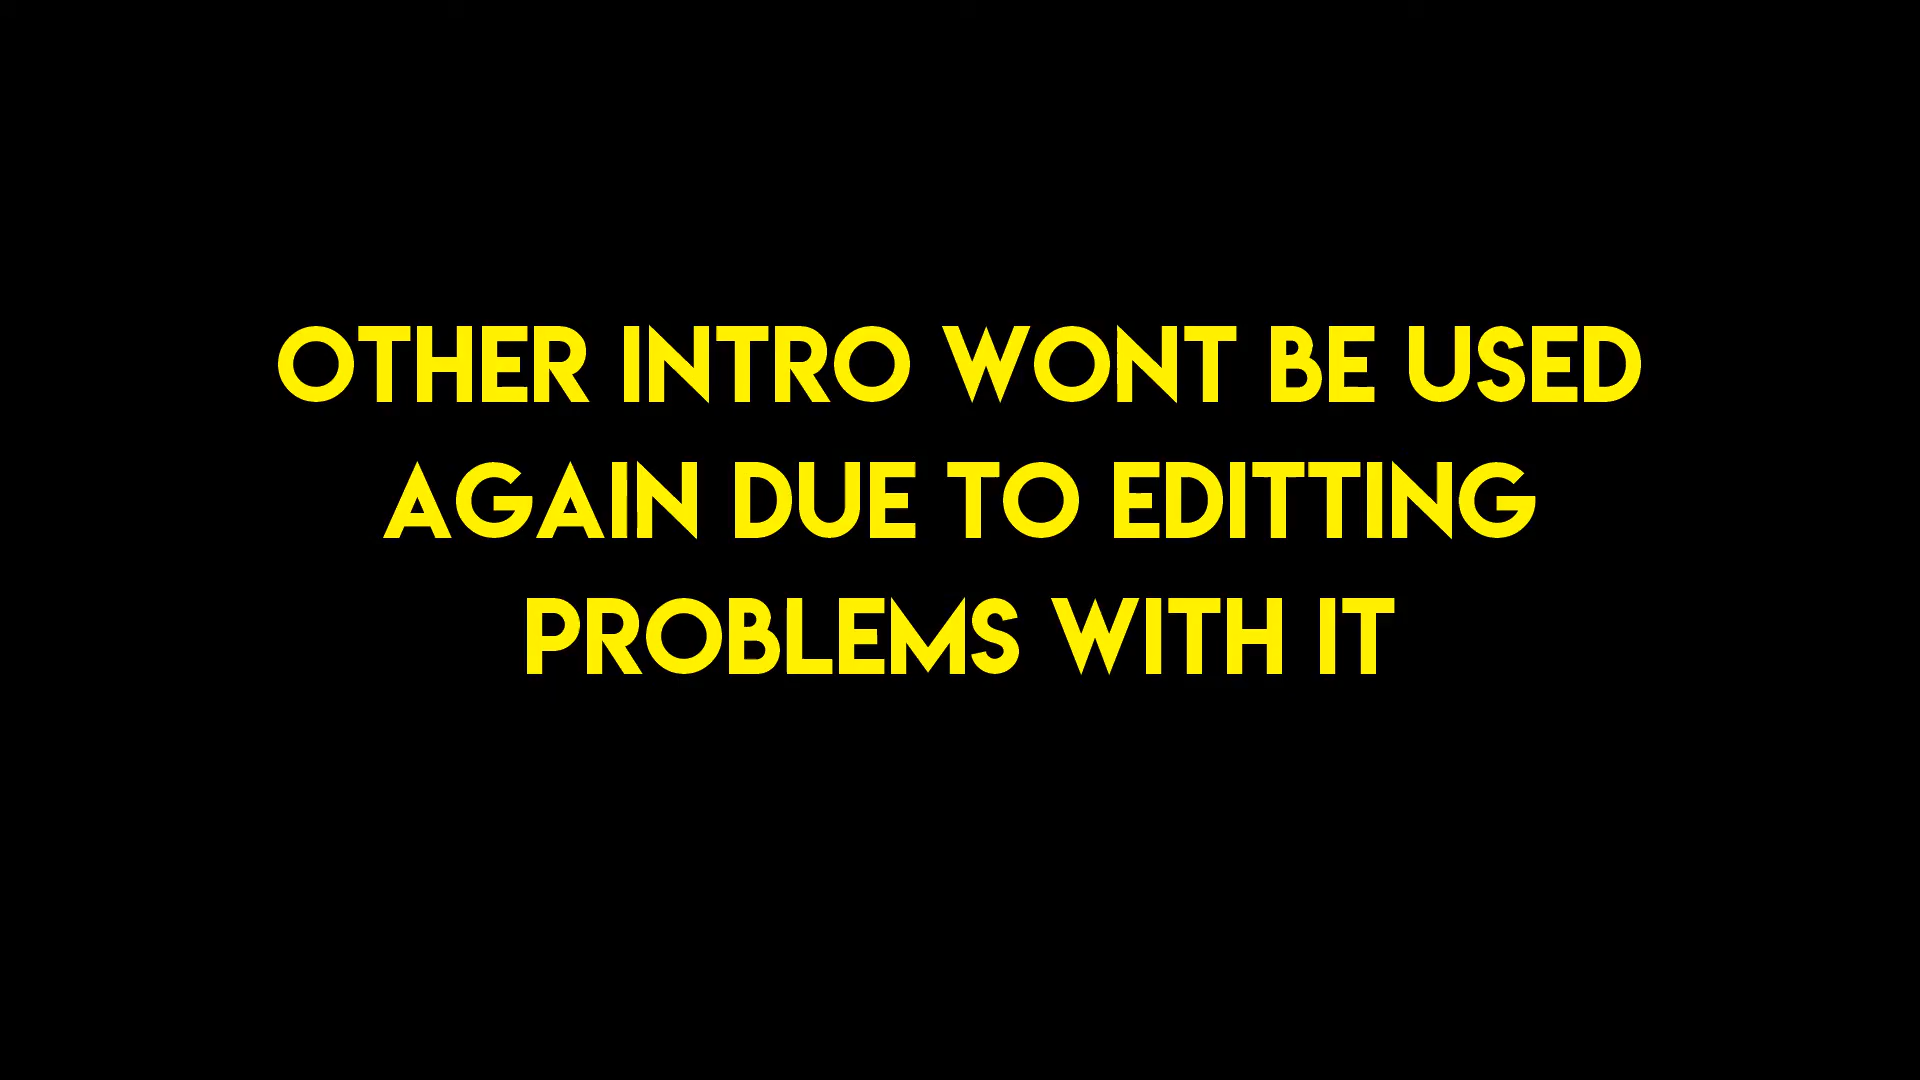 OTHER INTRO WONT BE USED
AGAIN DUE TO EDITTING
PROBLEMS WITH IT